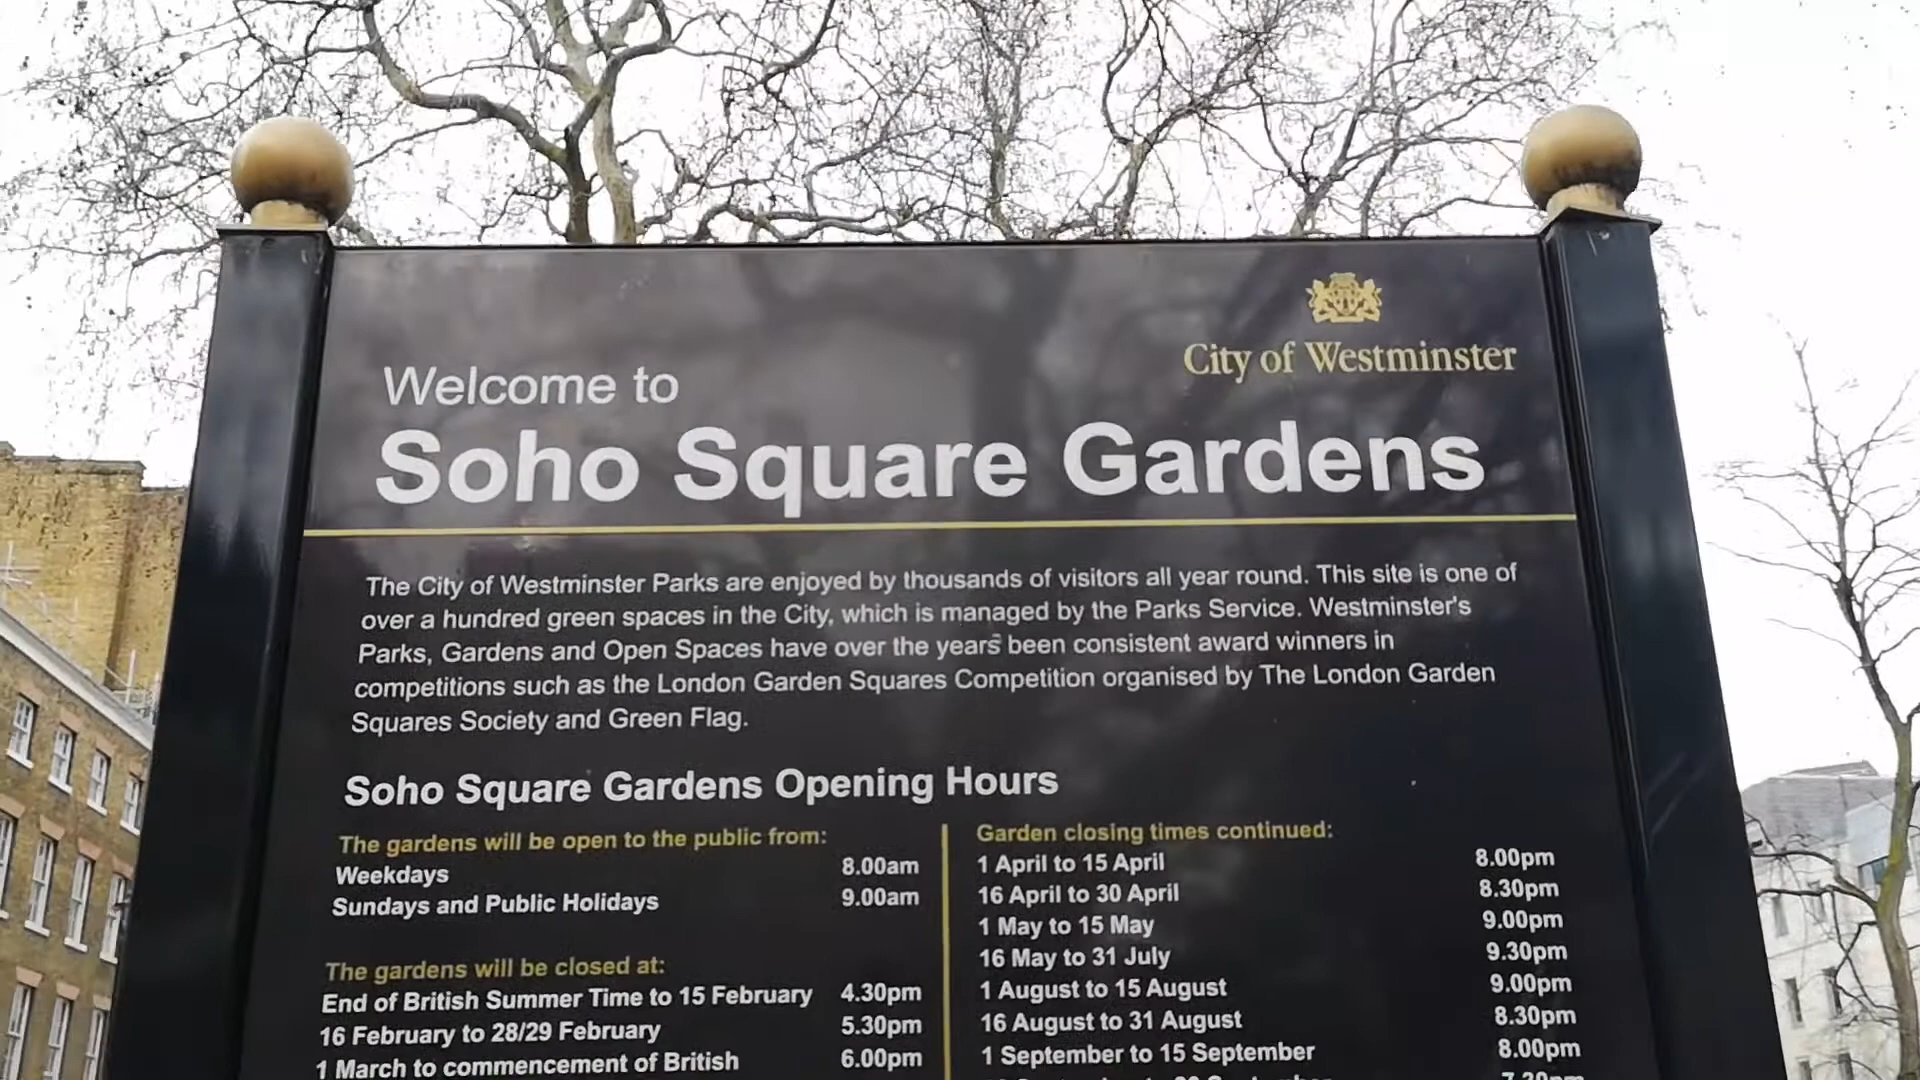 City of Westminster
Welcome to
Soho Square Gardens
The City of Westminster Parks are enjoyed by thousands of visitors all year round. This site is one of
over a hundred green spaces in the City, which is managed by the Parks Service. Westminster's
Parks, Gardens and Open Spaces have over the years been consistent award winners in
competitions such as the London Garden Squares Competition organised by The London Garden
Squares Society and Green Flag.
Soho Square Gardens Opening Hours
The gardens will be open to the public from:
Weekdays 8.00am
Sundays and Public Holidays 9.00am
The gardens will be closed at:
End of British Summer Time to 15 February 4.30pm
16 February to 28/29 February 5.30pm
1 March to commencement of British 6.00pm
Garden closing times continued:
1 April to 15 April 8.00pm
16 April to 30 April 8.30pm
1 May to 15 May 9.00pm
16 May to 31 July 9.30pm
1 August to 15 August 9.00pm
16 August to 31 August 8.30pm
1 September to 15 September 8.00pm